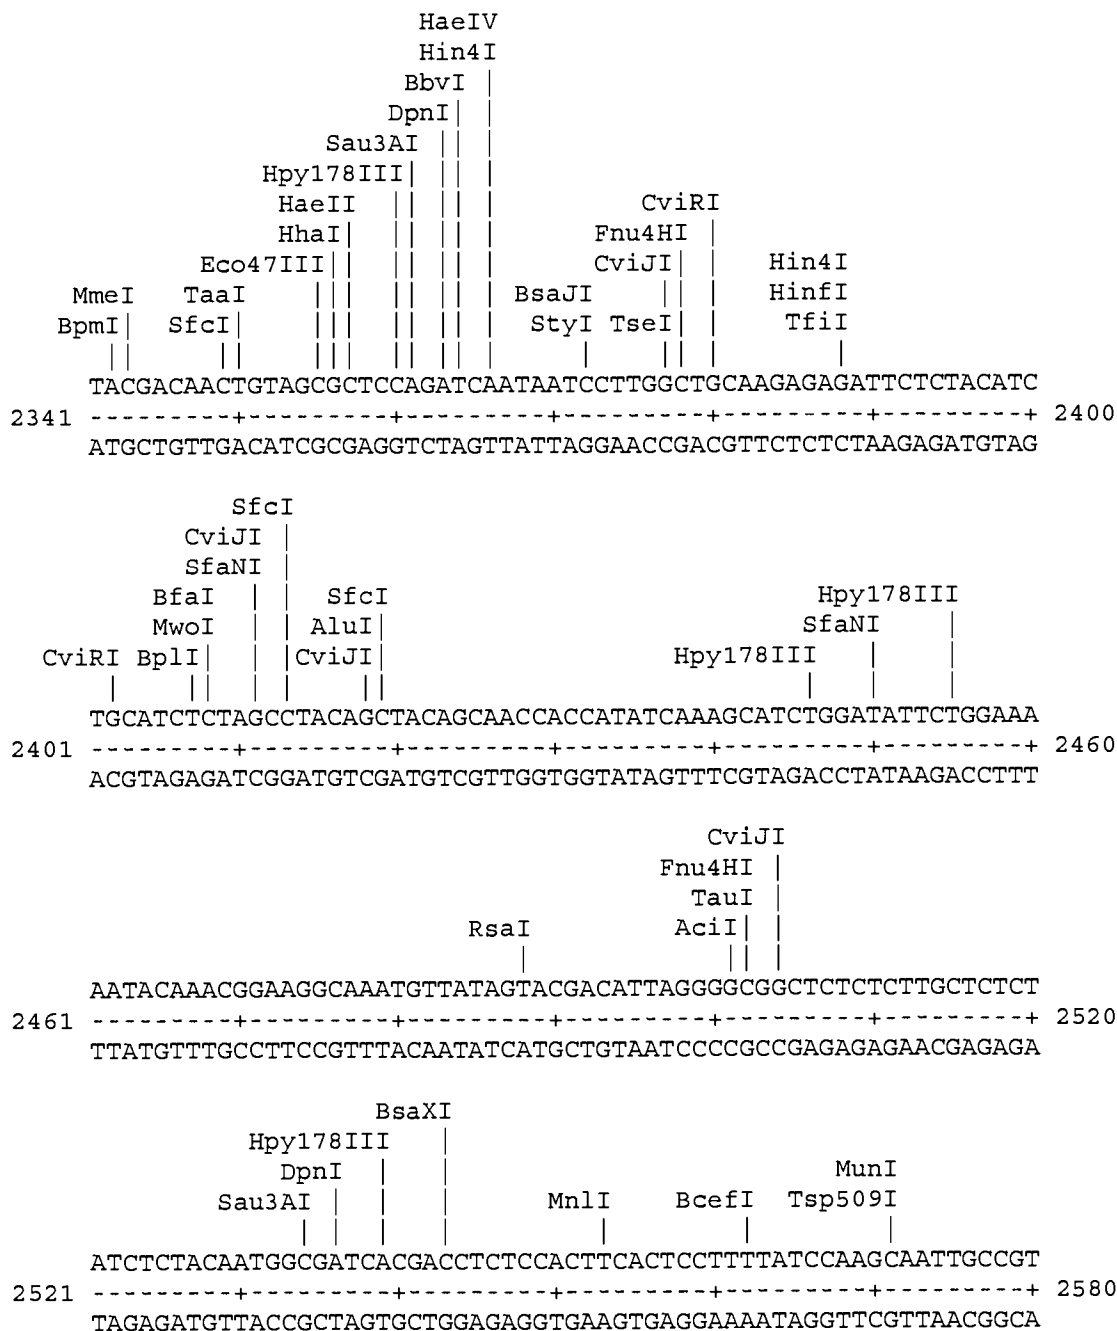 HaeIV
Hin4I
BbvI |
DpnI | |
Sau3AI || |
Hpy178III| || |
HaeII || || | CviRI
HhaI| || || | Fnu4HI |
Eco47III|| || || | CviJI| | Hin4I
MmeI TaaI ||| || || | BsaJI || | HinfI
BpmI| SfcI| ||| || || | StyI TseI|| | TfiI
|| || ||| || || | | || | |
TACGACAACTGTAGCGCTCCAGATCAATAATCCTTGGCTGCAAGAGAGATTCTCTACATC
2341 ---------+---------+---------+---------+---------+---------+ 2400
ATGCTGTTGACATCGCGAGGTCTAGTTATTAGGAACCGACGTTCTCTCTAAGAGATGTAG
SfcI
CviJI |
SfaNI |
BfaI | | SfcI Hpy178III
MwoI | | AluI| SfaNI |
CviRI BplI| | | CviJI| Hpy178III | |
| || | | || | | |
TGCATCTCTAGCCTACAGCTACAGCAACCACCATATCAAAGCATCTGGATATTCTGGAAA
2401 ---------+---------+---------+---------+---------+---------+ 2460
ACGTAGAGATCGGATGTCGATGTCGTTGGTGGTATAGTTTCGTAGACCTATAAGACCTTT
CviJI
Fnu4HI |
TauI |
RsaI AciI| |
| || |
AATACAAACGGAAGGCAAATGTTATAGTACGACATTAGGGGCGGCTCTCTCTTGCTCTCT
2461 ---------+---------+---------+---------+---------+---------+ 2520
TTATGTTTGCCTTCCGTTTACAATATCATGCTGTAATCCCCGCCGAGAGAGAACGAGAGA
BsaXI
Hpy178III |
DpnI | | MunI
Sau3AI | | | MnlI BcefI Tsp509I
| | | | | | |
ATCTCTACAATGGCGATCACGACCTCTCCACTTCACTCCTTTTATCCAAGCAATTGCCGT
2521 ---------+---------+---------+---------+---------+---------+ 2580
TAGAGATGTTACCGCTAGTGCTGGAGAGGTGAAGTGAGGAAAATAGGTTCGTTAACGGCA